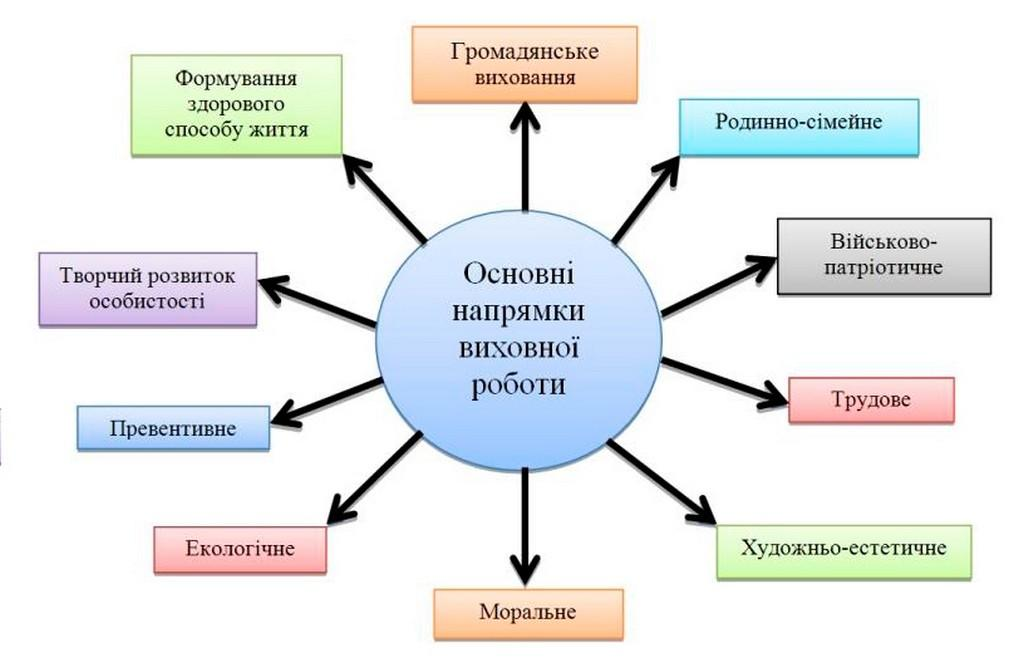 Громадянське
виховання
Формування
здорового
способу життя
Родинно-сімейне
Військово-
патріотичне
Творчий розвиток
особистості
Основні
напрямки
виховної
роботи
Трудове
Превентивне
Екологічне
Художньо-естетичне
Моральне